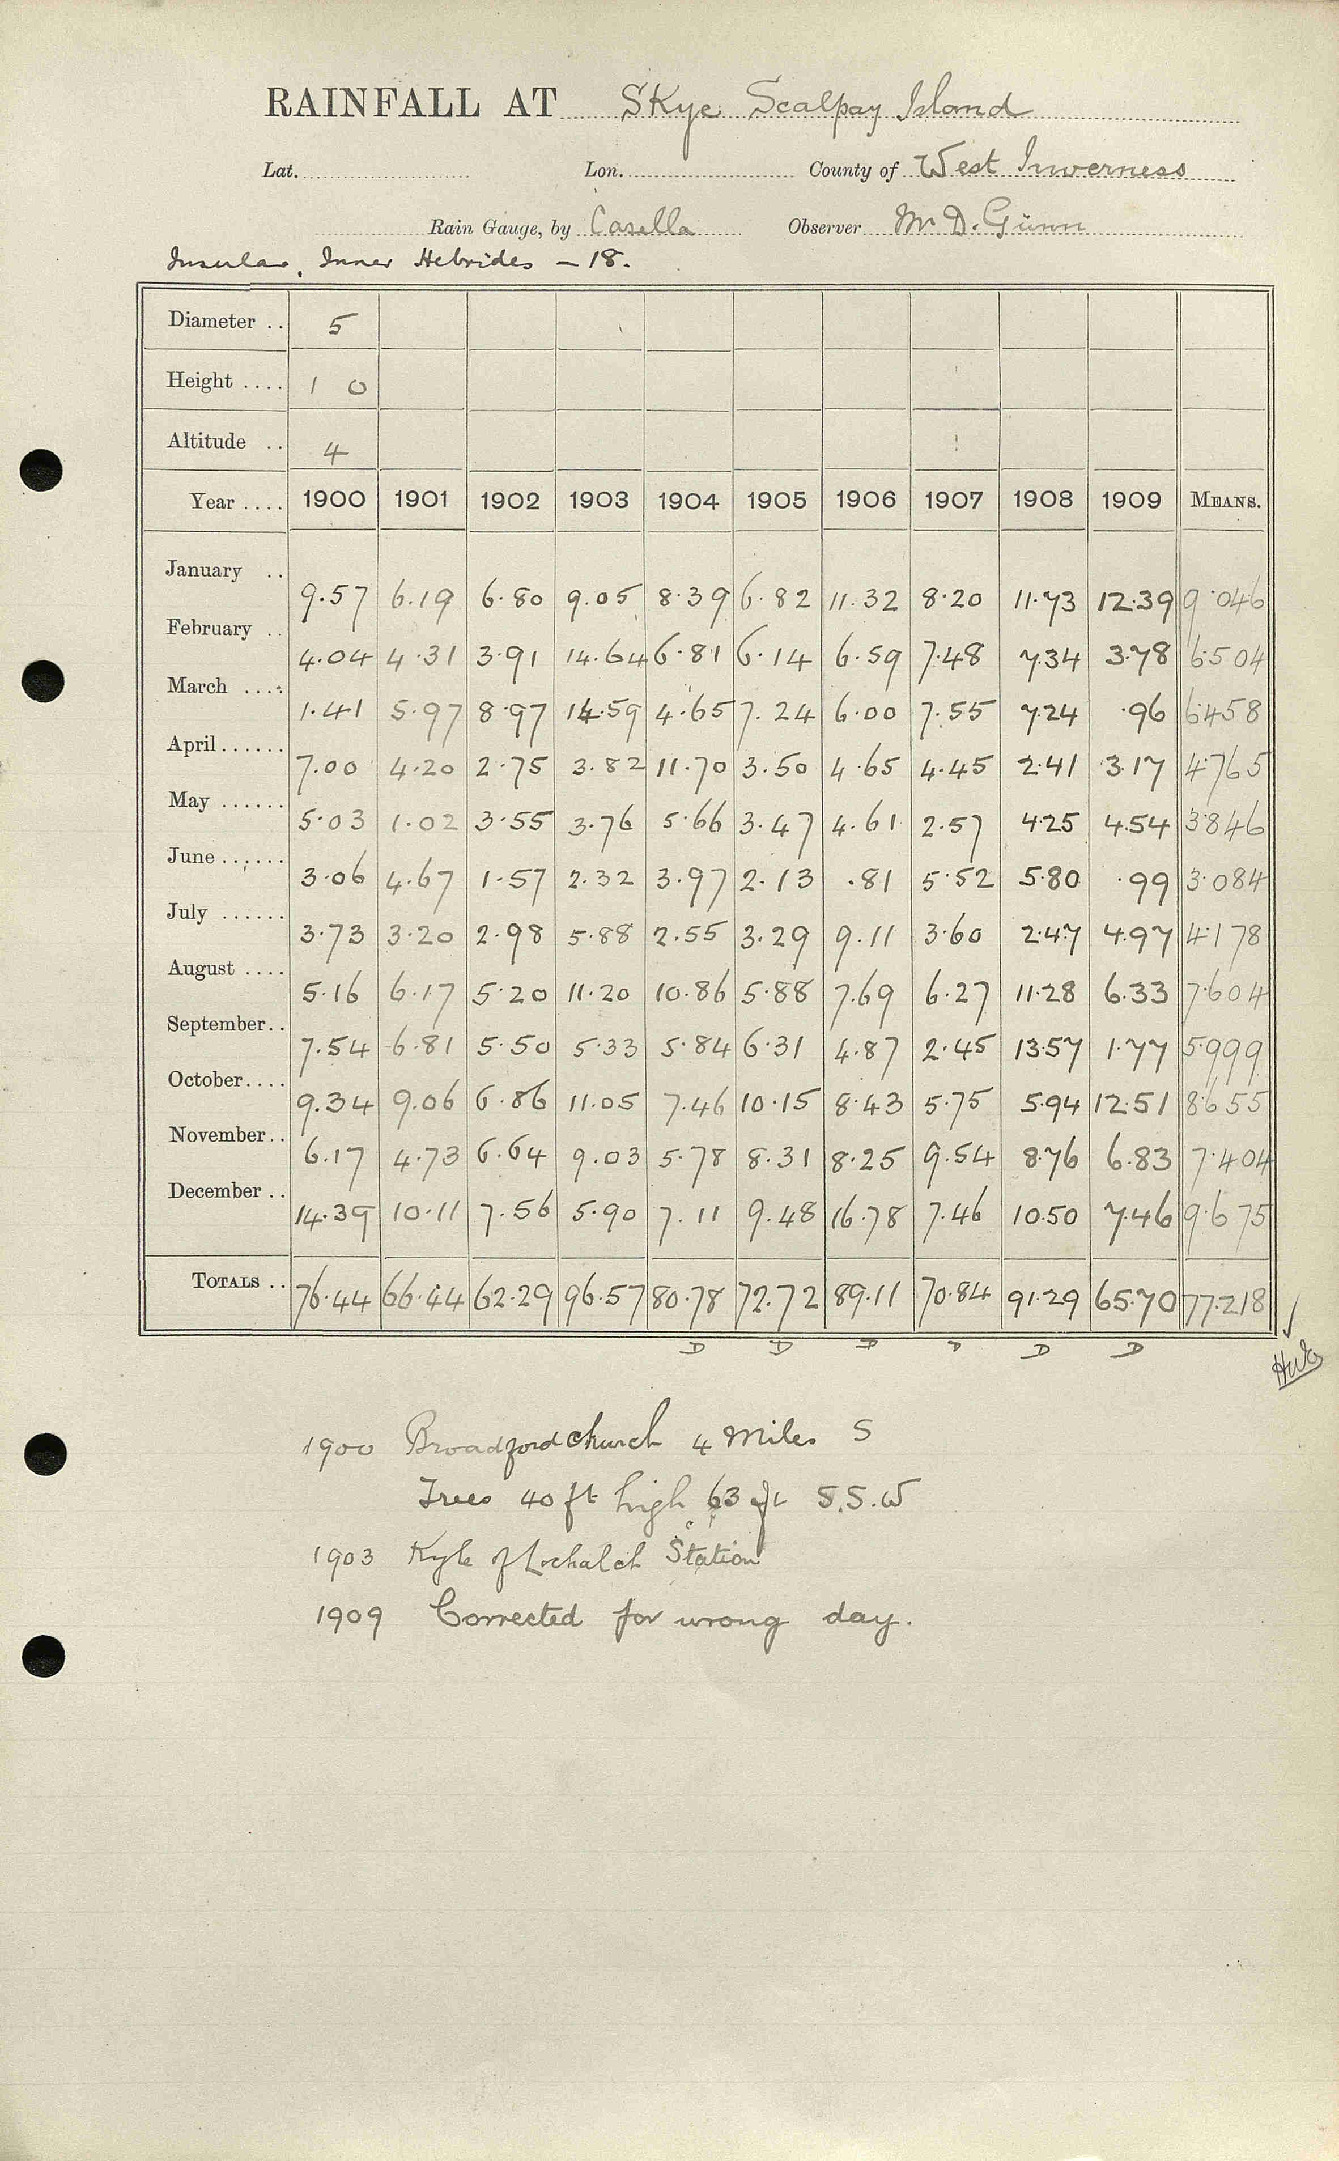 RAINFALL AT Skye Scalpay Island
Lat. Lon. County of West Inverness
Rain Gauge, by Casella Observer Mr D. Gunn
Insular, Inner Hebrides — 18.
Diameter .. 5
Height .... 1 0
Altitude .. 4
Year .... 1900 1901 1902 1903 1904 1905 1906 1907 1908 1909 MEANS.
January .. 9.57 6.19 6.80 9.05 8.39 6.82 11.32 8.20 11.73 12.39 9.046
February .. 4.04 4.31 3.91 14.64 6.81 6.14 6.59 7.48 7.34 3.78 6.504
March .... 1.41 5.97 8.97 14.59 4.65 7.24 6.00 7.55 7.24 .96 6.458
April ...... 7.00 4.20 2.75 3.82 11.70 3.50 4.65 4.45 2.41 3.17 4.765
May ...... 5.03 1.02 3.55 3.76 5.66 3.47 4.61 2.57 4.25 4.54 3.846
June ...... 3.06 4.67 1.57 2.32 3.97 2.13 .81 5.52 5.80 .99 3.084
July ...... 3.73 3.20 2.98 5.88 2.55 3.29 9.11 3.60 2.47 4.97 4.178
August .... 5.16 6.17 5.20 11.20 10.86 5.88 7.69 6.27 11.28 6.33 7.604
September.. 7.54 6.81 5.50 5.33 5.84 6.31 4.87 2.45 13.57 1.77 5.999
October.... 9.34 9.06 6.86 11.05 7.46 10.15 8.43 5.75 5.94 12.51 8.655
November.. 6.17 4.73 6.64 9.03 5.78 8.31 8.25 9.54 8.76 6.83 7.404
December .. 14.39 10.11 7.56 5.90 7.11 9.48 16.78 7.46 10.50 7.46 9.675
TOTALS .. 76.44 66.44 62.29 96.57 80.78 72.72 89.11 70.84 91.29 65.70 77.218 ✓
D D D D D D
1900 Broadford church 4 Miles S
Trees 40 ft high 63 ft S.S.W
1903 Kyle of Lochalsh Station
1909 Corrected for wrong day.